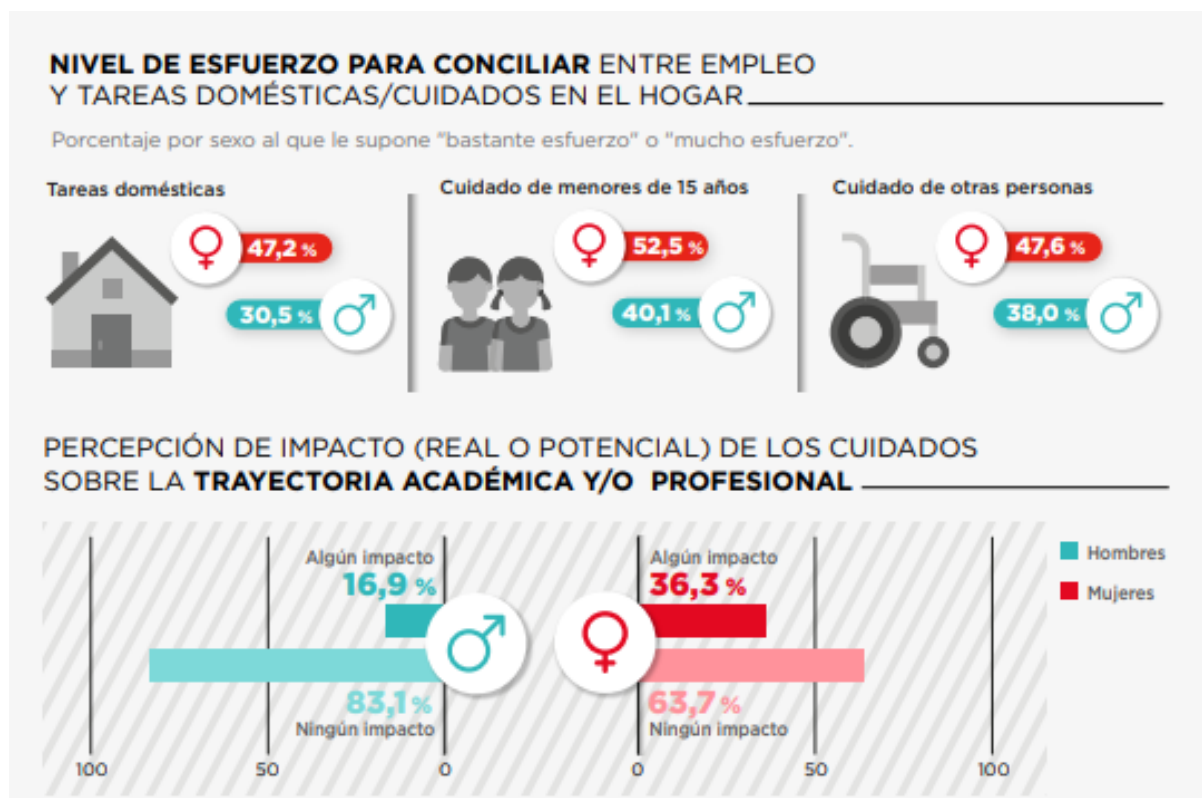 NIVEL DE ESFUERZO PARA CONCILIAR ENTRE EMPLEO
Y TAREAS DOMÉSTICAS/CUIDADOS EN EL HOGAR
Porcentaje por sexo al que le supone "bastante esfuerzo" o "mucho esfuerzo".
Tareas domésticas
47,2 %
30,5 %
Cuidado de menores de 15 años
52,5 %
40,1 %
Cuidado de otras personas
47,6 %
38,0 %
PERCEPCIÓN DE IMPACTO (REAL O POTENCIAL) DE LOS CUIDADOS
SOBRE LA TRAYECTORIA ACADÉMICA Y/O PROFESIONAL
Algún impacto
16,9 %
83,1 %
Ningún impacto
100 50 0
Algún impacto
36,3 %
63,7 %
Ningún impacto
0 50 100
Hombres
Mujeres